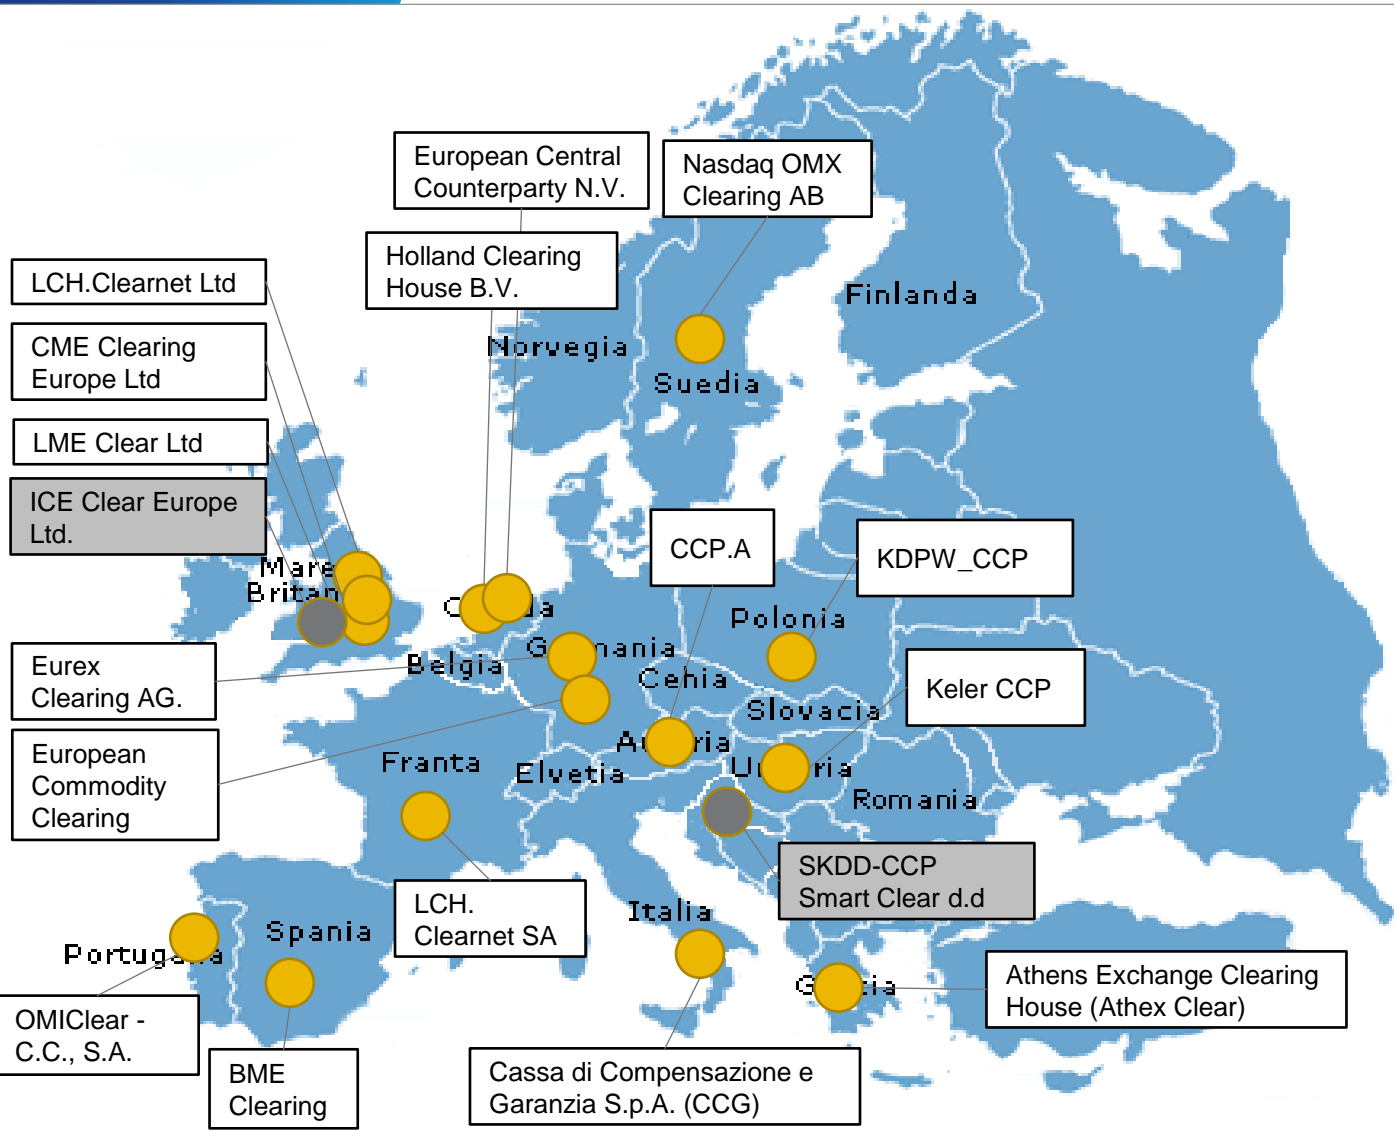 European Central
Counterparty N.V.
Nasdaq OMX
Clearing AB
Holland Clearing
House B.V.
LCH.Clearnet Ltd
CME Clearing
Europe Ltd
LME Clear Ltd
ICE Clear Europe
Ltd.
Finlanda
Norvegia
Suedia
CCP.A
KDPW_CCP
Mare
Britan
Polonia
Belgia
Cehia
Slovacia
Eurex
Clearing AG.
Keler CCP
European
Commodity
Clearing
Franta
Elvetia
Romania
SKDD-CCP
Smart Clear d.d
LCH.
Clearnet SA
Italia
Spania
Athens Exchange Clearing
House (Athex Clear)
OMIClear -
C.C., S.A.
BME
Clearing
Cassa di Compensazione e
Garanzia S.p.A. (CCG)